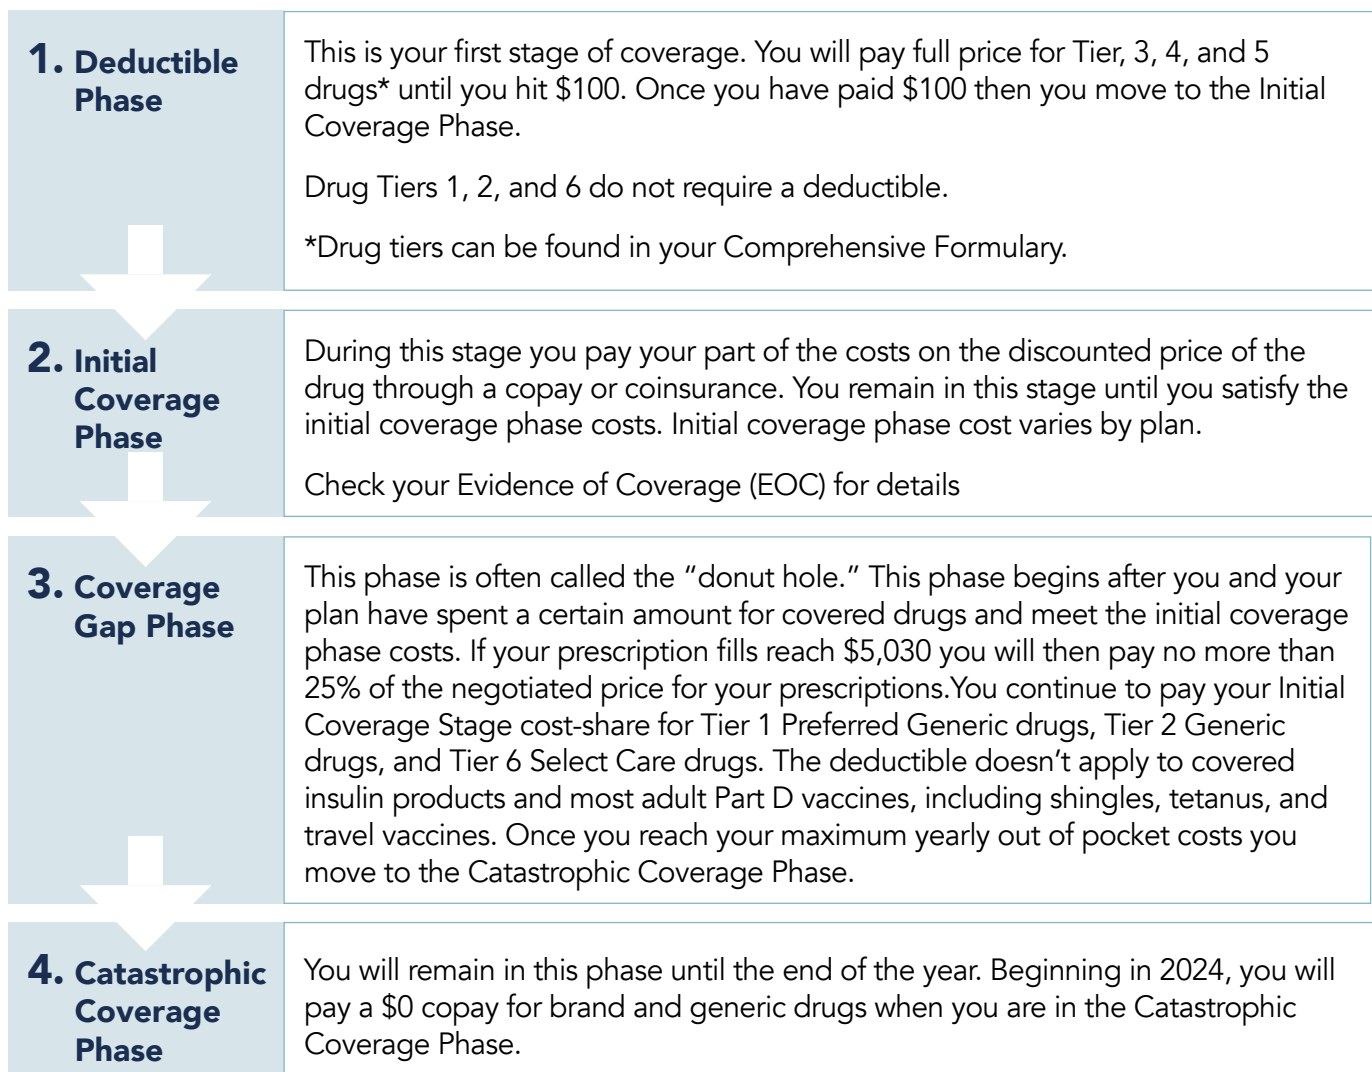 1. Deductible
Phase
This is your first stage of coverage. You will pay full price for Tier, 3, 4, and 5
drugs* until you hit $100. Once you have paid $100 then you move to the Initial
Coverage Phase.
Drug Tiers 1, 2, and 6 do not require a deductible.
*Drug tiers can be found in your Comprehensive Formulary.
2. Initial
Coverage
Phase
During this stage you pay your part of the costs on the discounted price of the
drug through a copay or coinsurance. You remain in this stage until you satisfy the
initial coverage phase costs. Initial coverage phase cost varies by plan.
Check your Evidence of Coverage (EOC) for details
3. Coverage
Gap Phase
This phase is often called the “donut hole.” This phase begins after you and your
plan have spent a certain amount for covered drugs and meet the initial coverage
phase costs. If your prescription fills reach $5,030 you will then pay no more than
25% of the negotiated price for your prescriptions.You continue to pay your Initial
Coverage Stage cost-share for Tier 1 Preferred Generic drugs, Tier 2 Generic
drugs, and Tier 6 Select Care drugs. The deductible doesn’t apply to covered
insulin products and most adult Part D vaccines, including shingles, tetanus, and
travel vaccines. Once you reach your maximum yearly out of pocket costs you
move to the Catastrophic Coverage Phase.
4. Catastrophic
Coverage
Phase
You will remain in this phase until the end of the year. Beginning in 2024, you will
pay a $0 copay for brand and generic drugs when you are in the Catastrophic
Coverage Phase.